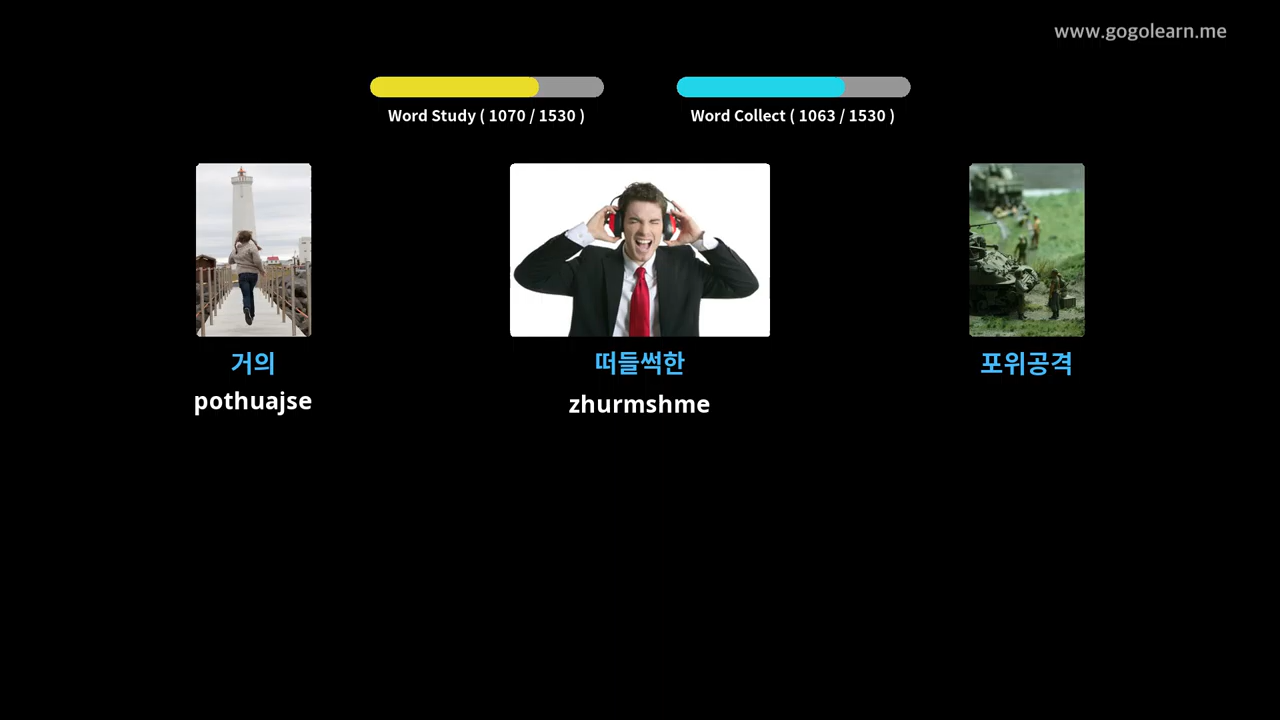 www.gogolearn.me
Word Study ( 1070 / 1530 )
Word Collect ( 1063 / 1530 )
거의
떠들썩한
포위공격
pothuajse
zhurmshme